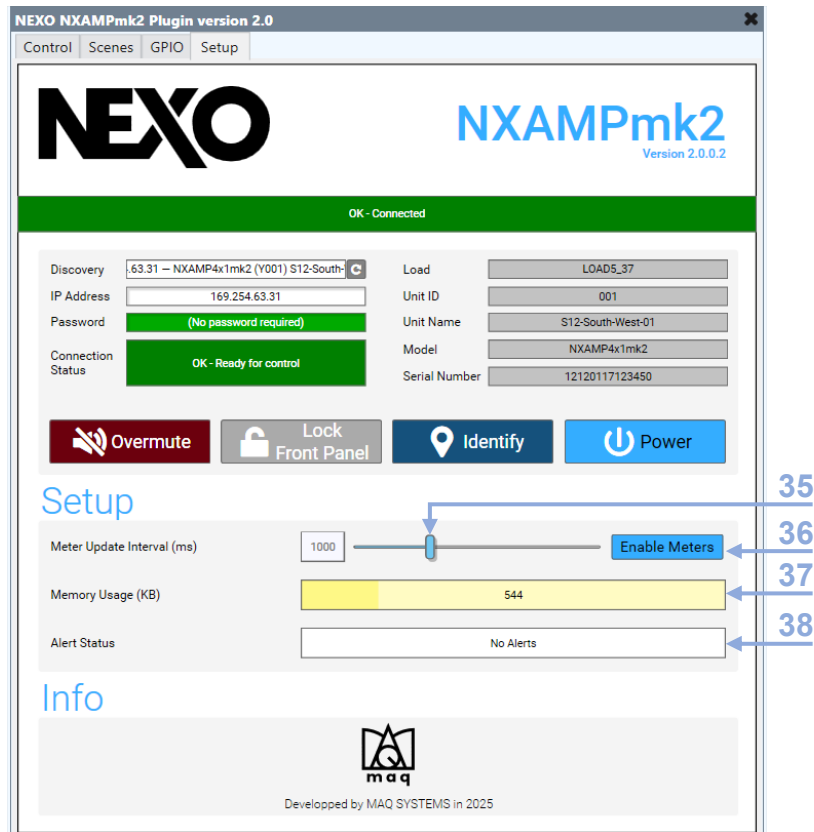 NEXO NXAMPmk2 Plugin version 2.0
Control Scenes GPIO Setup
NEXO
NXAMPmk2
Version 2.0.0.2
OK - Connected
Discovery .63.31 – NXAMP4x1mk2 (Y001) S12-South- Load LOAD5_37
IP Address 169.254.63.31 Unit ID 001
Password (No password required) Unit Name S12-South-West-01
Connection Status OK - Ready for control Model NXAMP4x1mk2
Serial Number 12120117123450
Overmute Lock Front Panel Identify Power
Setup
35
Meter Update Interval (ms) 1000 Enable Meters 36
Memory Usage (KB) 544 37
Alert Status No Alerts 38
Info
maq
Developped by MAQ SYSTEMS in 2025